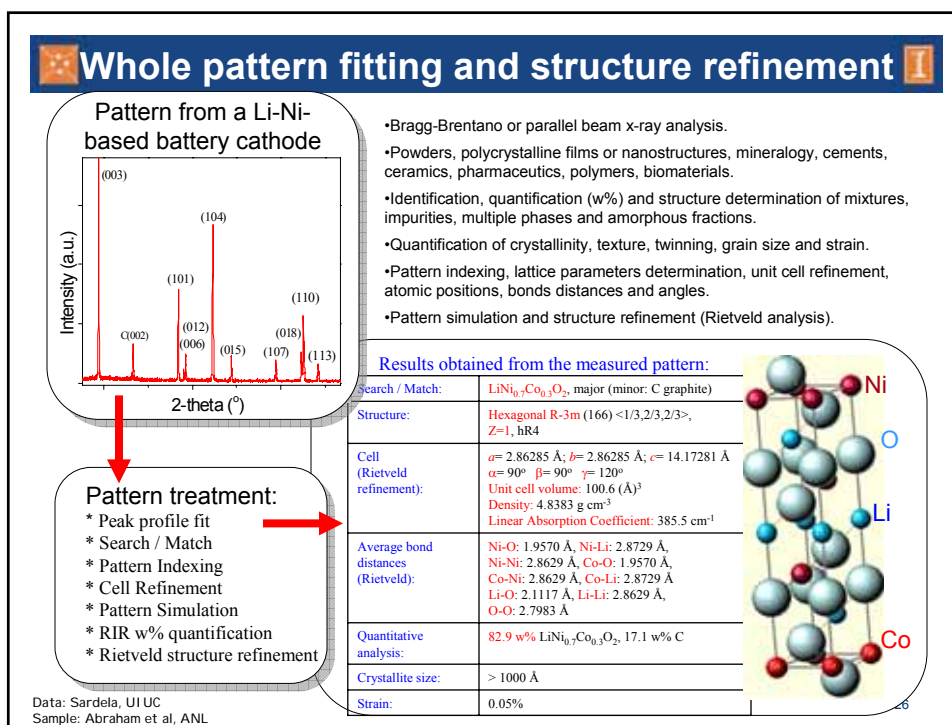 Whole pattern fitting and structure refinement
Pattern from a Li-Ni-
based battery cathode
Intensity (a.u.)
(003)
C(002)
(101)
(012)
(006)
(104)
(015)
(107)
(018)
(110)
(113)
2-theta (°)
•Bragg-Brentano or parallel beam x-ray analysis.
•Powders, polycrystalline films or nanostructures, mineralogy, cements,
ceramics, pharmaceutics, polymers, biomaterials.
•Identification, quantification (w%) and structure determination of mixtures,
impurities, multiple phases and amorphous fractions.
•Quantification of crystallinity, texture, twinning, grain size and strain.
•Pattern indexing, lattice parameters determination, unit cell refinement,
atomic positions, bonds distances and angles.
•Pattern simulation and structure refinement (Rietveld analysis).
Pattern treatment:
* Peak profile fit
* Search / Match
* Pattern Indexing
* Cell Refinement
* Pattern Simulation
* RIR w% quantification
* Rietveld structure refinement
Results obtained from the measured pattern:
Search / Match: LiNi0.7Co0.3O2, major (minor: C graphite)
Structure: Hexagonal R-3m (166) <1/3,2/3,2/3>,
Z=1, hR4
Cell
(Rietveld
refinement):
a= 2.86285 Å; b= 2.86285 Å; c= 14.17281 Å
α= 90º β= 90º γ= 120º
Unit cell volume: 100.6 (Å)³
Density: 4.8383 g cm⁻³
Linear Absorption Coefficient: 385.5 cm⁻¹
Average bond
distances
(Rietveld):
Ni-O: 1.9570 Å, Ni-Li: 2.8729 Å,
Ni-Ni: 2.8629 Å, Co-O: 1.9570 Å,
Co-Ni: 2.8629 Å, Co-Li: 2.8729 Å
Li-O: 2.1117 Å, Li-Li: 2.8629 Å,
O-O: 2.7983 Å
Quantitative
analysis:
82.9 w% LiNi0.7Co0.3O2, 17.1 w% C
Crystallite size: > 1000 Å
Strain: 0.05%
Ni
O
Li
Co
Data: Sardela, UIUC
Sample: Abraham et al, ANL
26